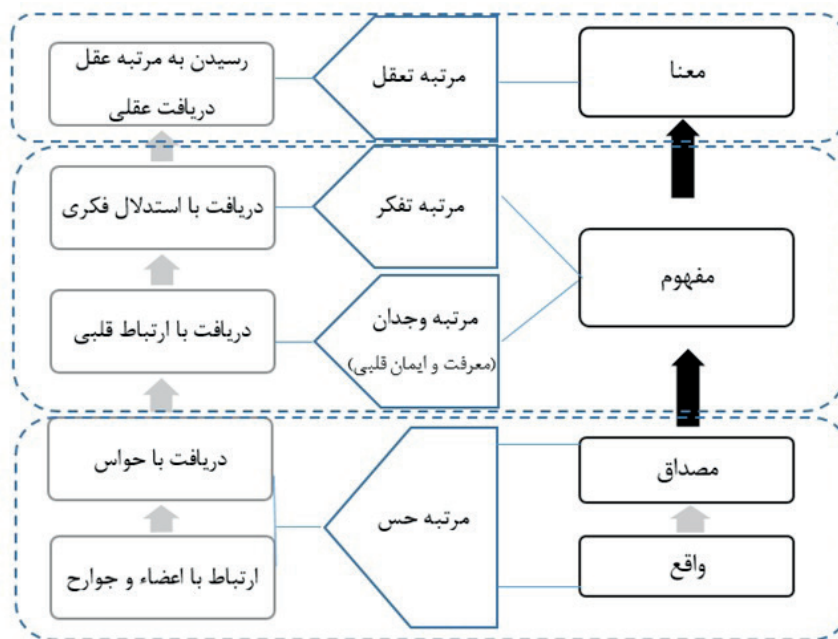 معنا
مرتبه تعقل
رسیدن به مرتبه عقل
دریافت عقلی
مفهوم
مرتبه تفکر
دریافت با استدلال فکری
مرتبه وجدان
(معرفت و ایمان قلبی)
دریافت با ارتباط قلبی
مصداق
مرتبه حس
دریافت با حواس
واقع
ارتباط با اعضاء و جوارح